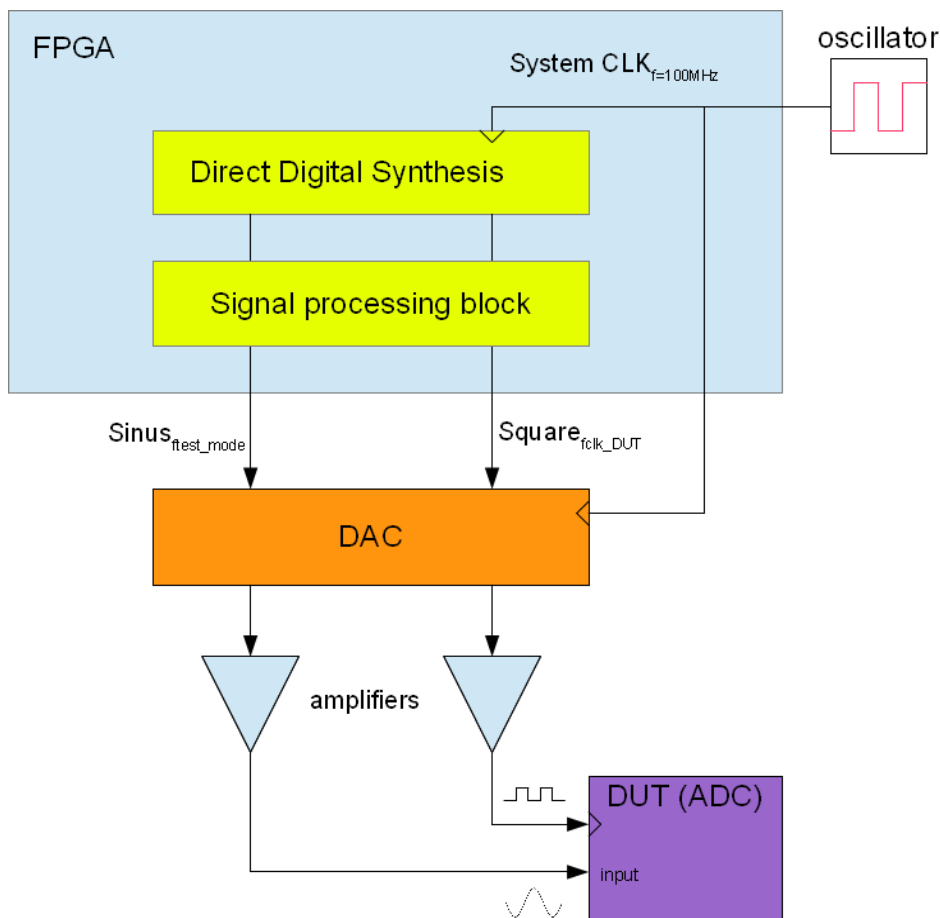 FPGA
oscillator
System CLKf=100MHz
Direct Digital Synthesis
Signal processing block
Sinusftest_mode
Squarefclk_DUT
DAC
amplifiers
DUT (ADC)
input